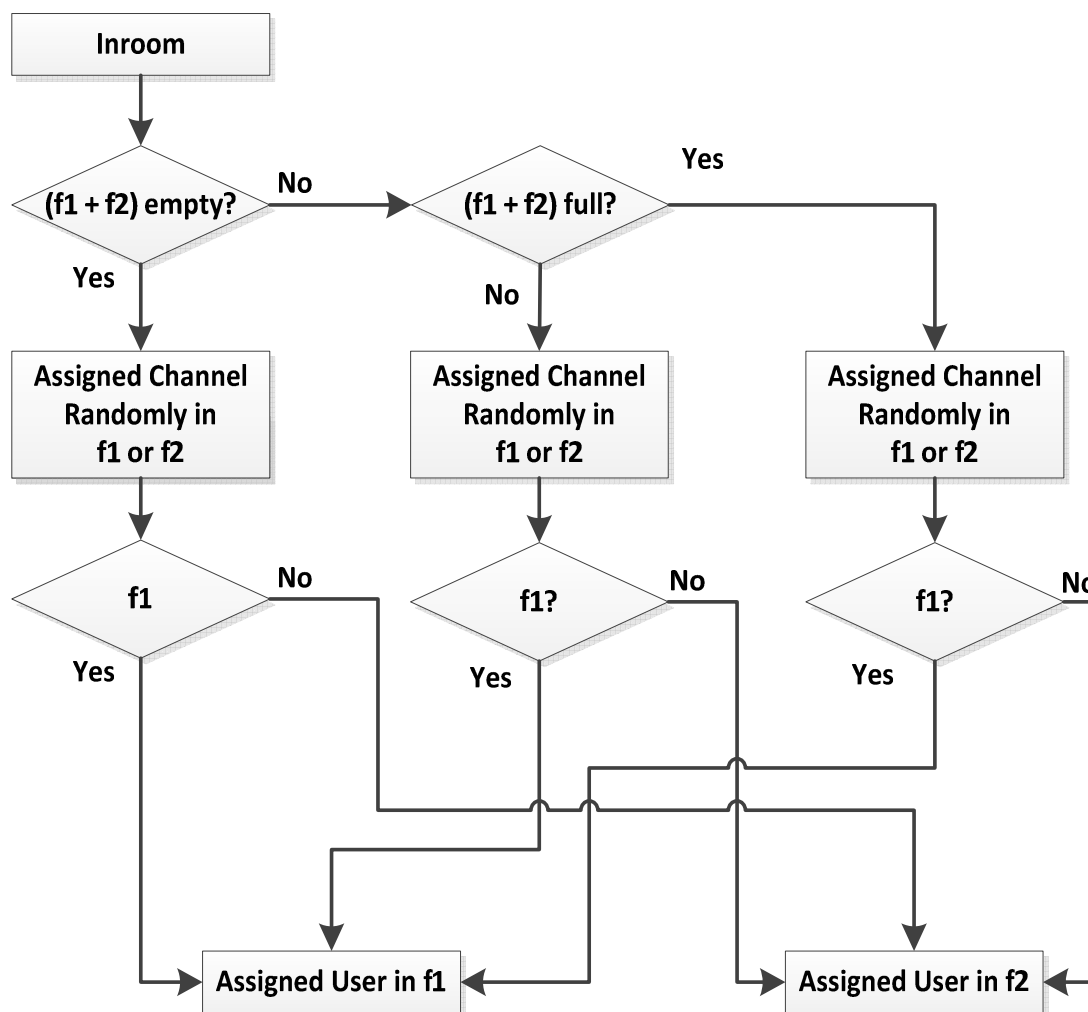 Inroom
(f1 + f2) empty?
No
(f1 + f2) full?
Yes
Yes
No
Assigned Channel
Randomly in
f1 or f2
Assigned Channel
Randomly in
f1 or f2
Assigned Channel
Randomly in
f1 or f2
f1
No
f1?
No
f1?
No
Yes
Yes
Yes
Assigned User in f1
Assigned User in f2